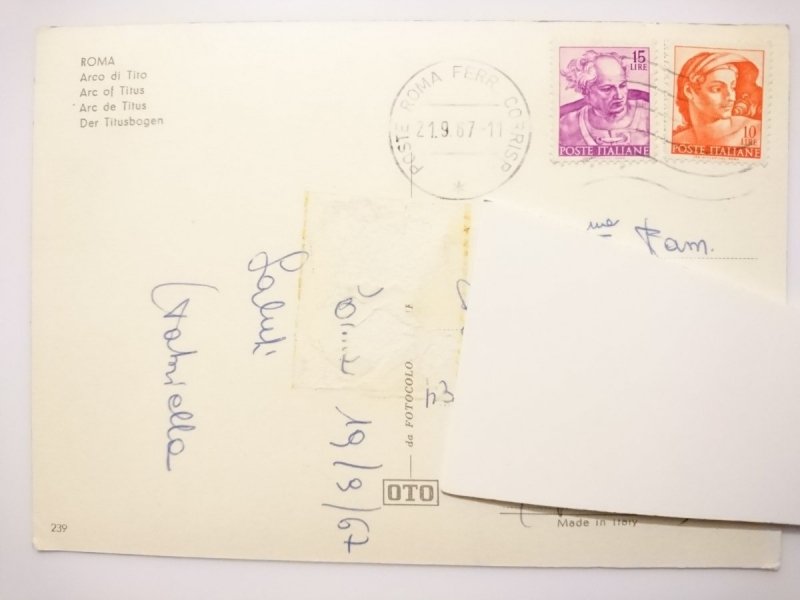 ROMA
Arco di Tito
Arc of Titus
Arc de Titus
Der Titusbogen
POSTE ROMA FERR. CORRISP.
21.9.67-11
15
LIRE
POSTE ITALIANE
10
LIRE
POSTE ITALIANE
Fam.
19/9/67
Saluti
Gabriella
da FOTOCOLO
OTO
Made in Italy
239